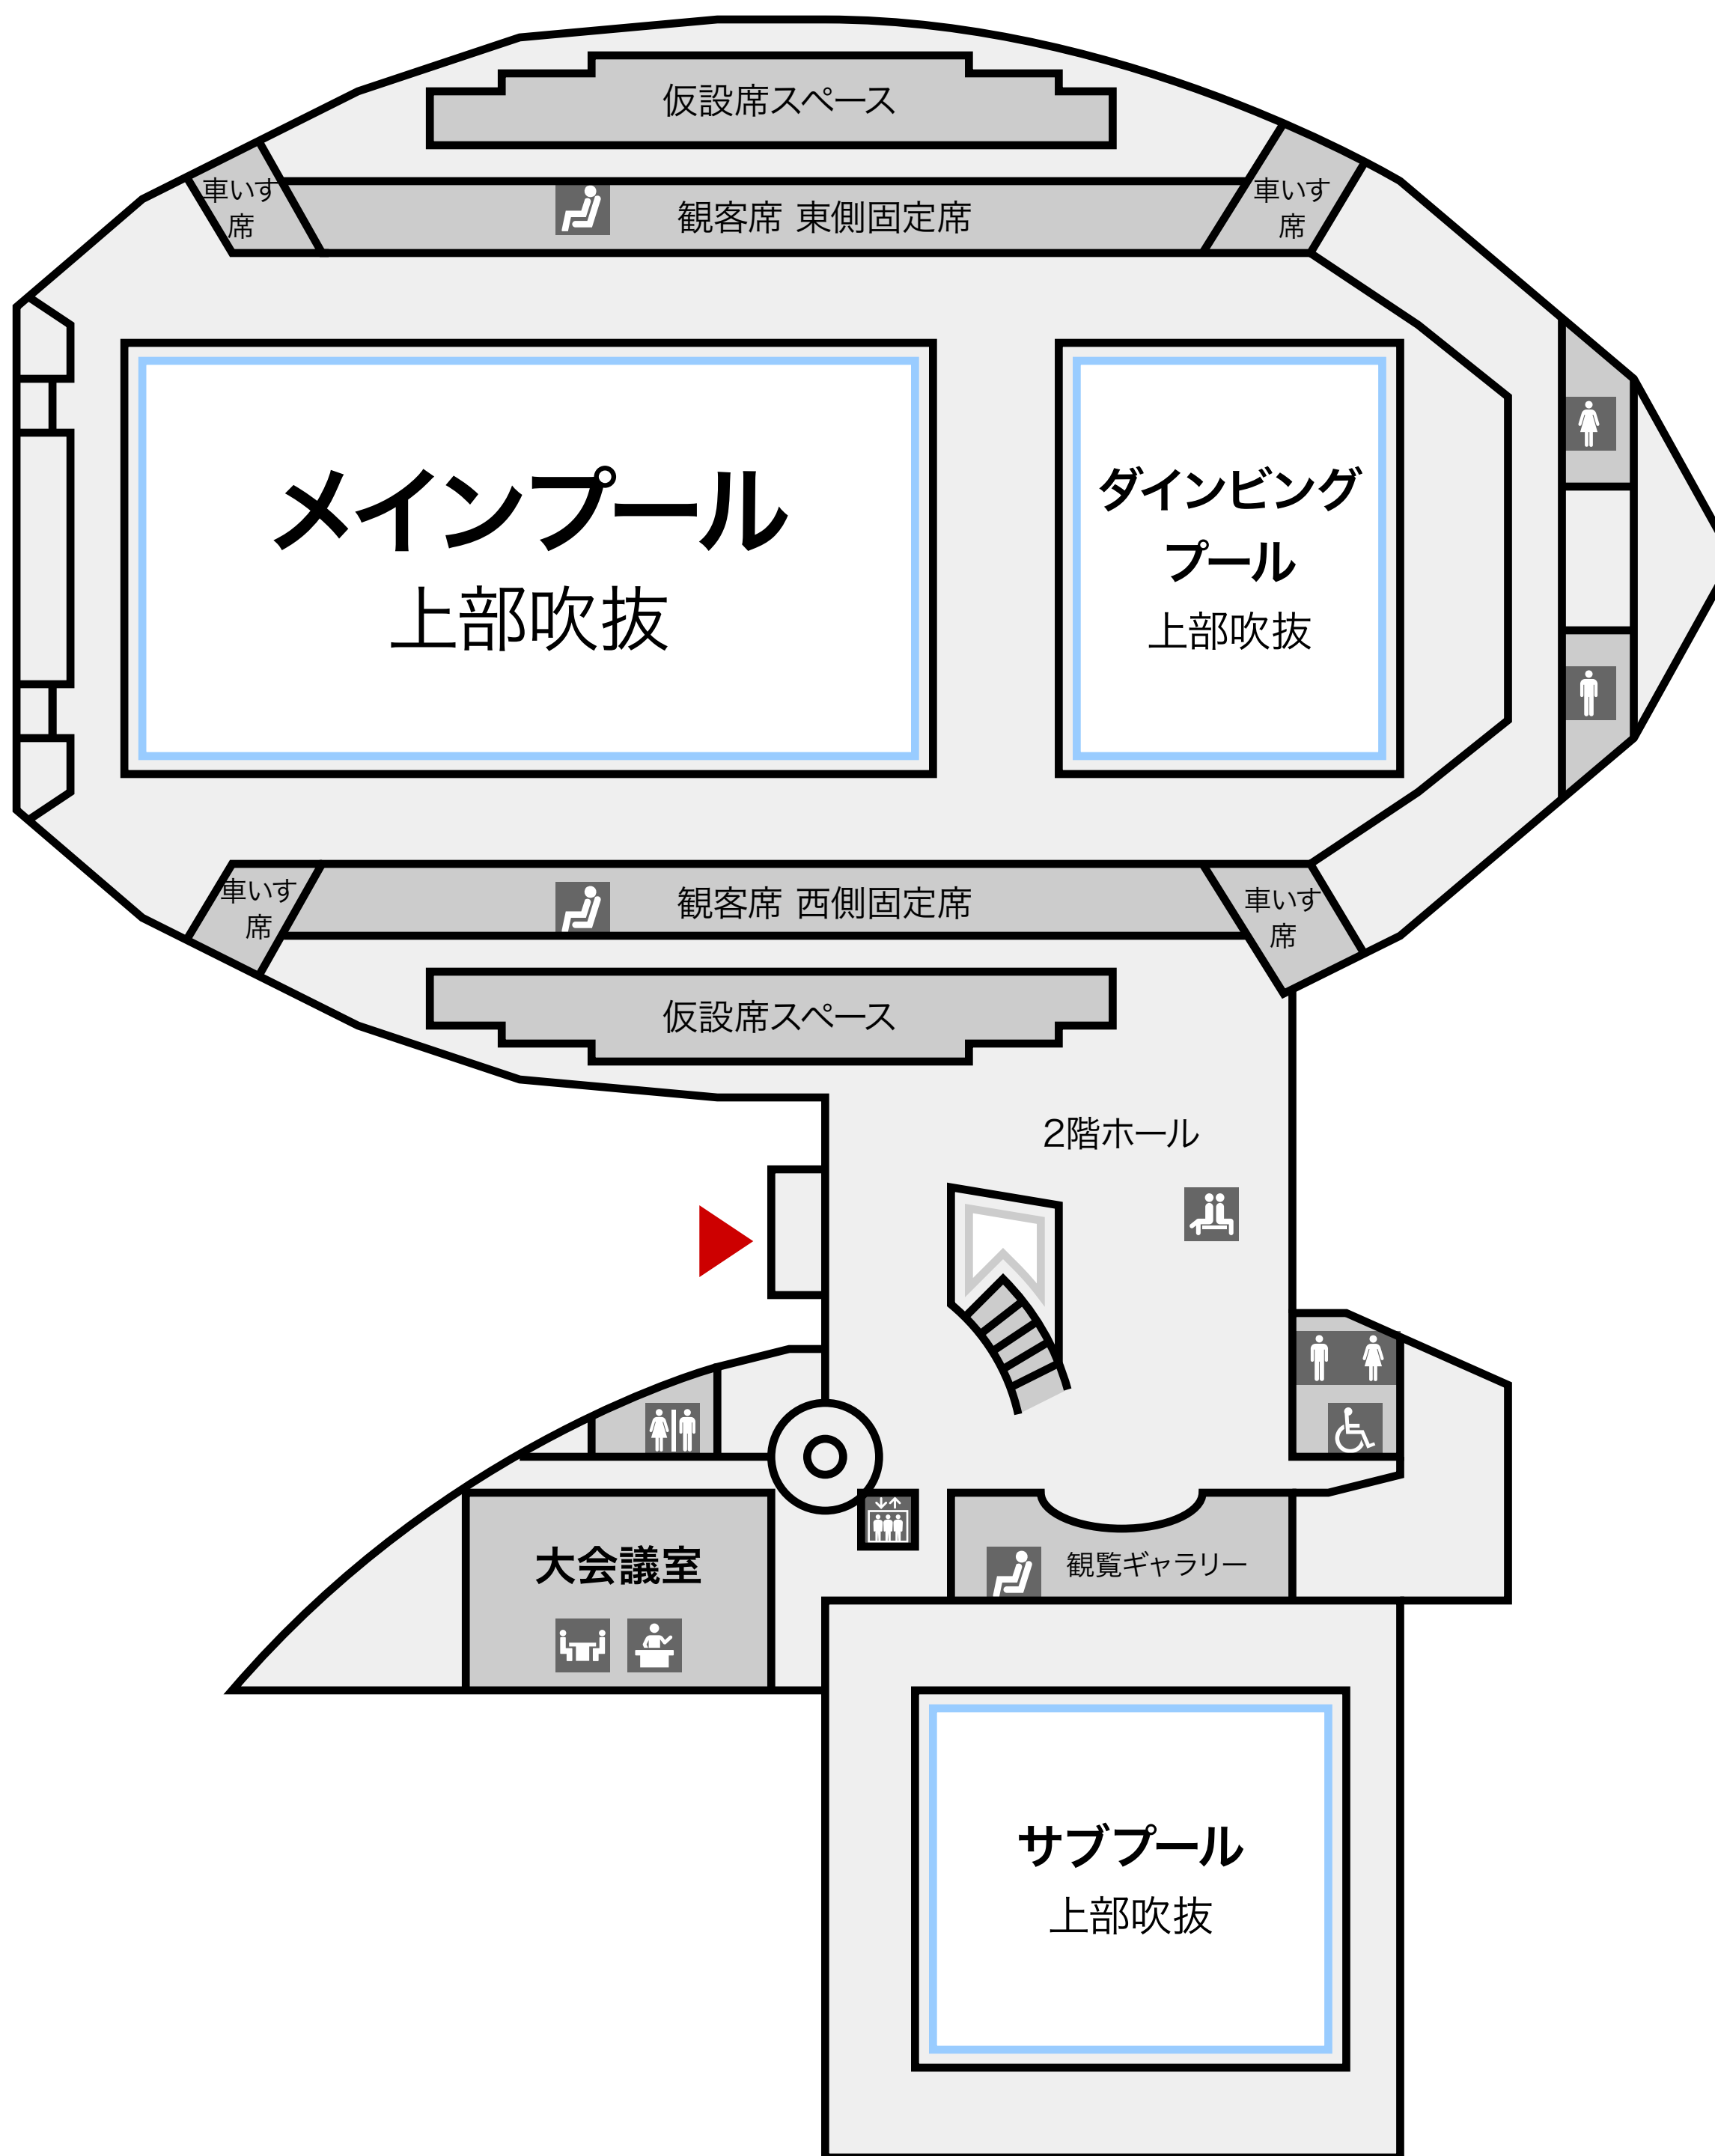 仮設席スペース
車いす
席
観客席 東側固定席
車いす
席
メインプール
上部吹抜
ダインビング
プール
上部吹抜
車いす
席
観客席 西側固定席
車いす
席
仮設席スペース
2階ホール
大会議室
観覧ギャラリー
サブプール
上部吹抜